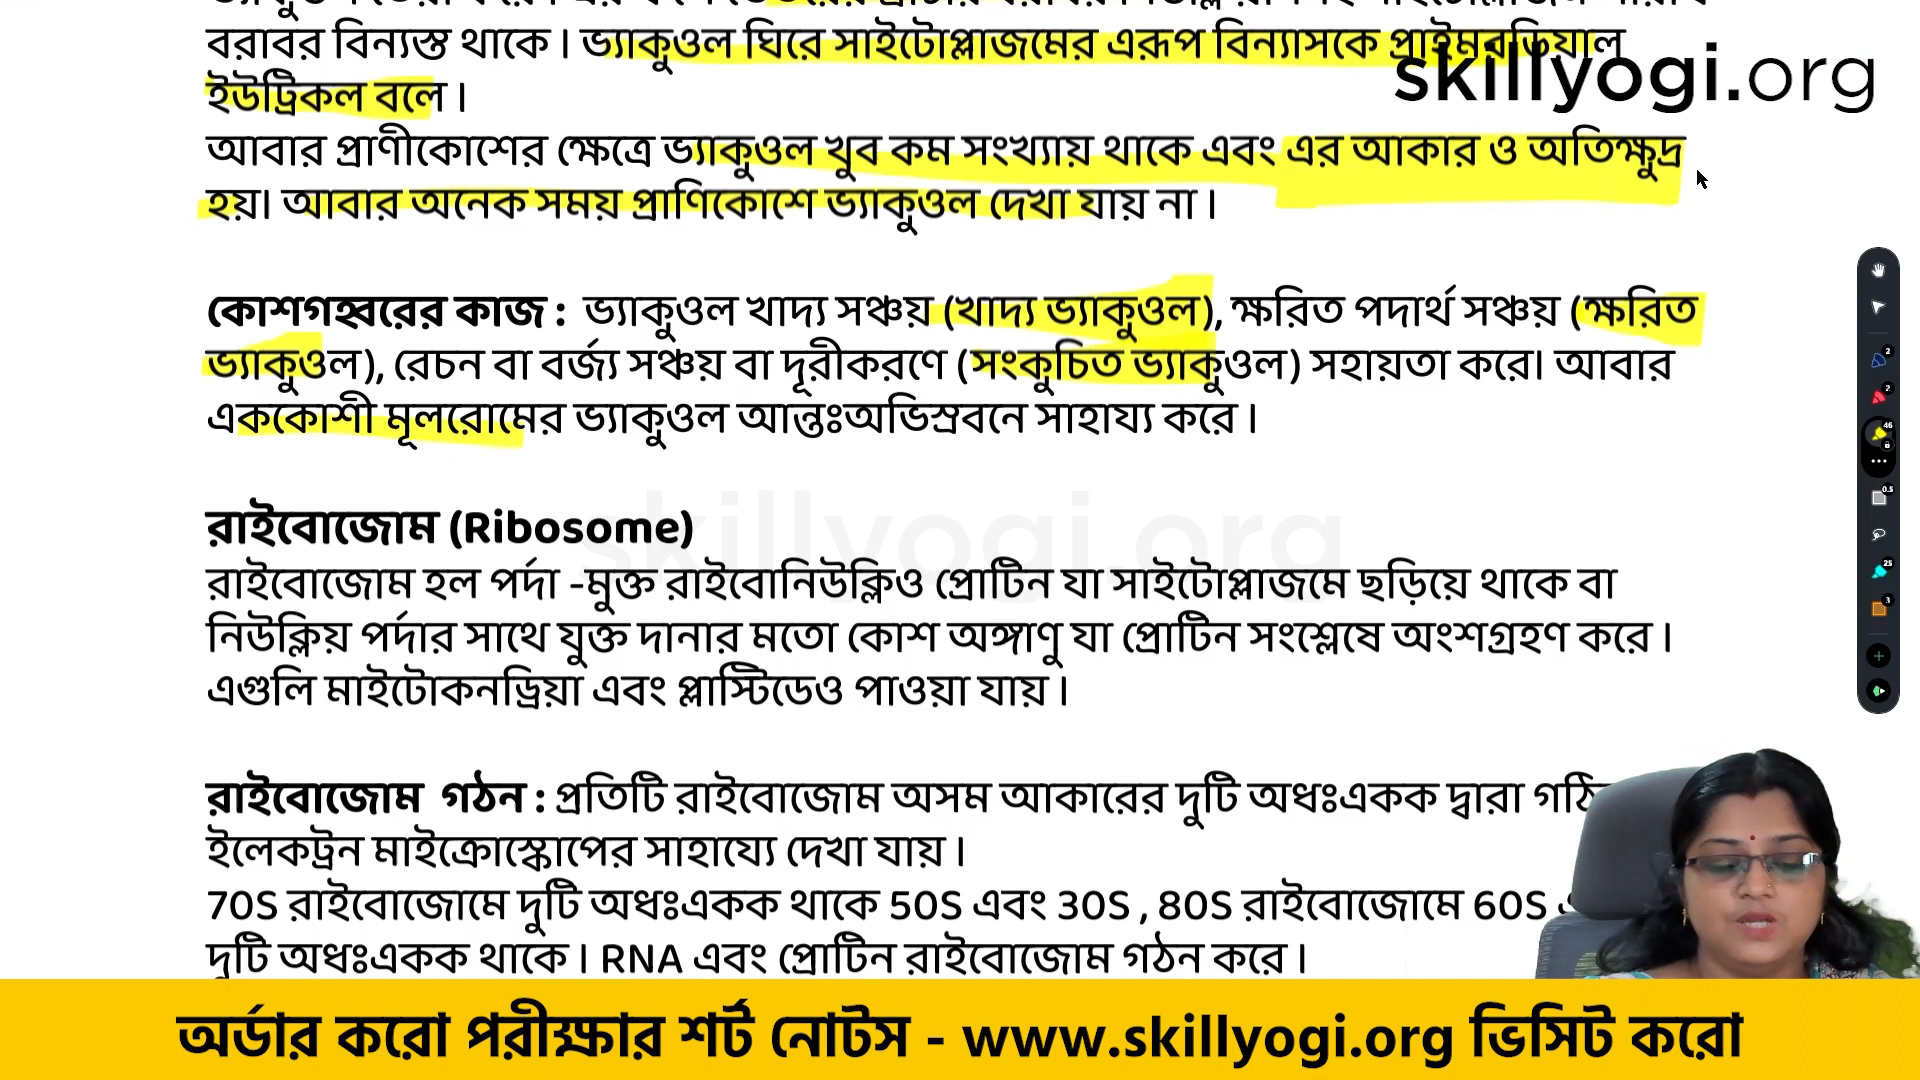 বরাবর বিন্যস্ত থাকে । ভ্যাকুওল ঘিরে সাইটোপ্লাজমের এরূপ বিন্যাসকে প্রাইমরডিয়াল
skillyogi.org
ইউট্রিকল বলে ।
আবার প্রাণীকোশের ক্ষেত্রে ভ্যাকুওল খুব কম সংখ্যায় থাকে এবং এর আকার ও অতিক্ষুদ্র
হয়। আবার অনেক সময় প্রাণিকোশে ভ্যাকুওল দেখা যায় না ।
কোশগহ্বরের কাজ : ভ্যাকুওল খাদ্য সঞ্চয় (খাদ্য ভ্যাকুওল), ক্ষরিত পদার্থ সঞ্চয় (ক্ষরিত
ভ্যাকুওল), রেচন বা বর্জ্য সঞ্চয় বা দূরীকরণে (সংকুচিত ভ্যাকুওল) সহায়তা করে। আবার
এককোশী মূলরোমের ভ্যাকুওল আন্তঃঅভিস্রবনে সাহায্য করে ।
রাইবোজোম (Ribosome)
skillyogi.org
রাইবোজোম হল পর্দা -মুক্ত রাইবোনিউক্লিও প্রোটিন যা সাইটোপ্লাজমে ছড়িয়ে থাকে বা
নিউক্লিয় পর্দার সাথে যুক্ত দানার মতো কোশ অঙ্গাণু যা প্রোটিন সংশ্লেষে অংশগ্রহণ করে ।
এগুলি মাইটোকনড্রিয়া এবং প্লাস্টিডেও পাওয়া যায় ।
রাইবোজোম গঠন : প্রতিটি রাইবোজোম অসম আকারের দুটি অধঃএকক দ্বারা
ইলেকট্রন মাইক্রোস্কোপের সাহায্যে দেখা যায় ।
70S রাইবোজোমে দুটি অধঃএকক থাকে 50S এবং 30S , 80S রাইবোজোমে 60S
দুটি অধঃএকক থাকে । RNA এবং প্রোটিন রাইবোজোম গঠন করে ।
অর্ডার করো পরীক্ষার শর্ট নোটস - www.skillyogi.org ভিসিট করো